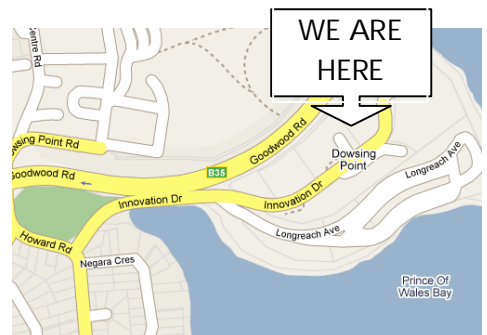 WE ARE
HERE
Centre Rd
Goodwood Rd
Dowsing Point Rd
B35
Dowsing
Point
Longreach Ave
Goodwood Rd
Innovation Dr
Innovation Dr
Longreach Ave
Howard Rd
Negara Cres
Prince Of
Wales Bay